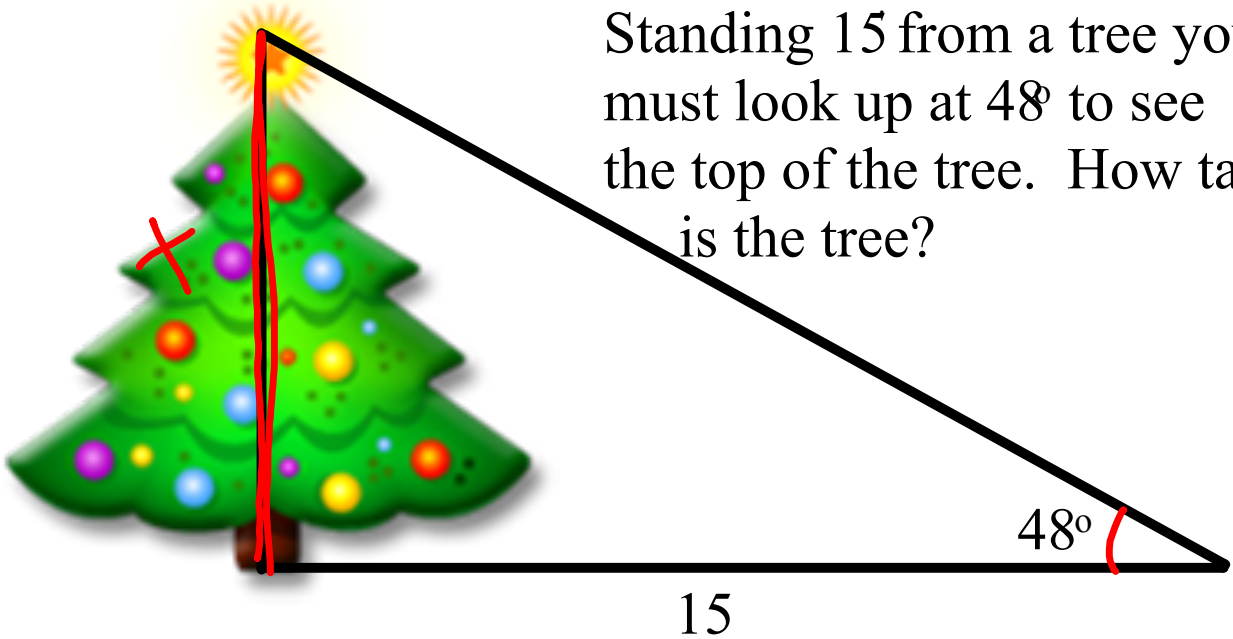 Standing 15' from a tree yo
must look up at 48° to see
the top of the tree. How ta
is the tree?
x
48°
15